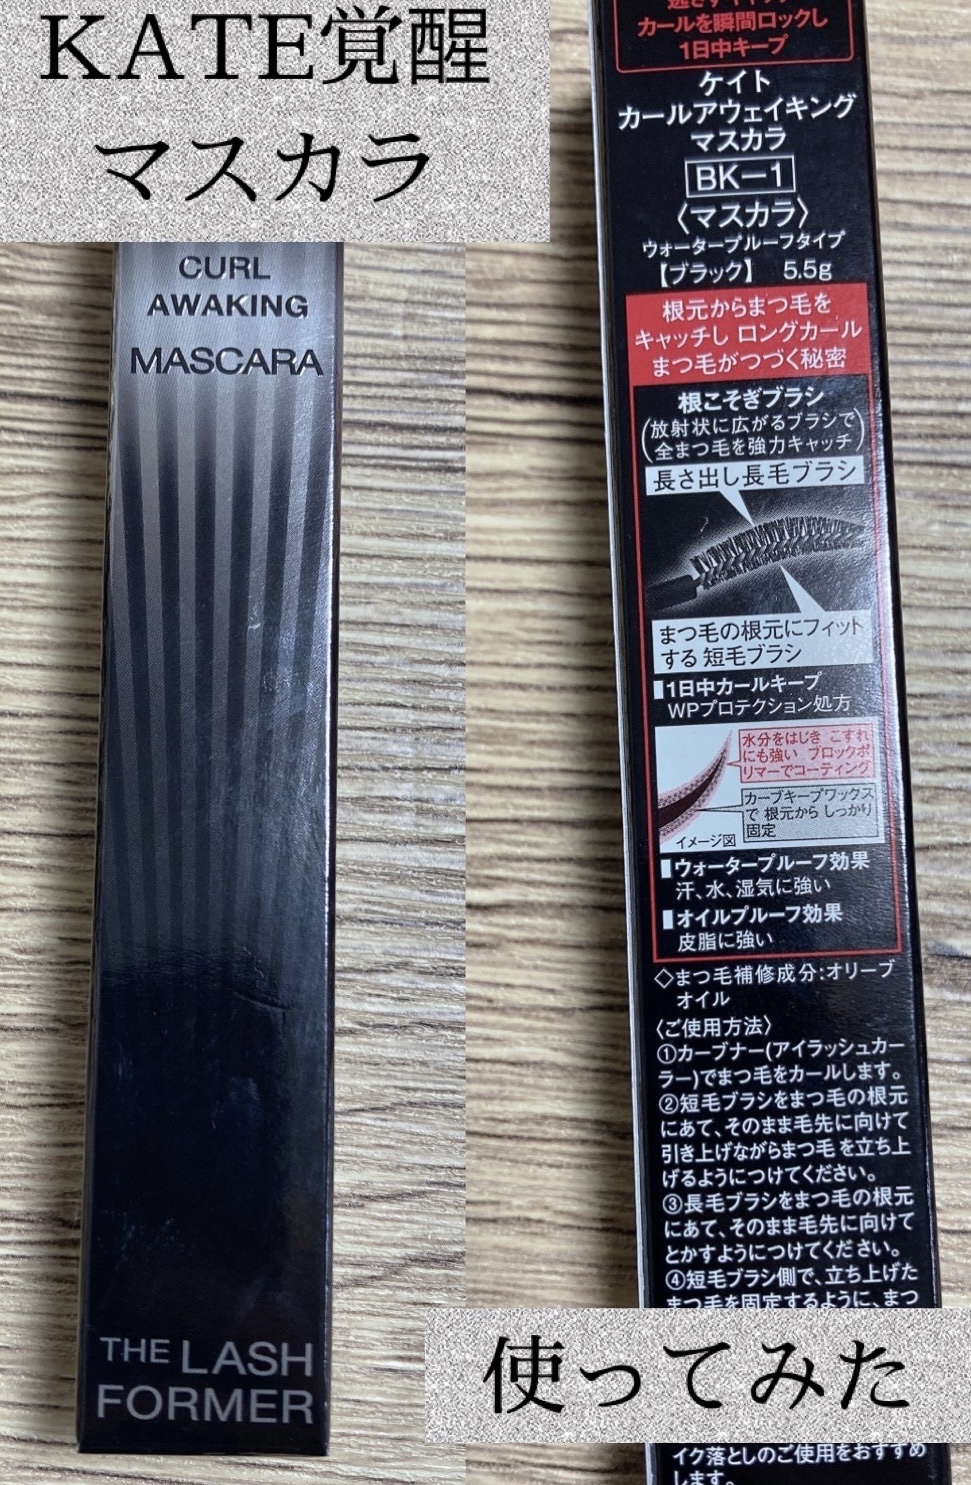 KATE覚醒
マスカラ
CURL
AWAKING
MASCARA
THE LASH
FORMER
カールを瞬間ロックし
1日中キープ
ケイト
カールアウェイキング
マスカラ
BK-1
〈マスカラ〉
ウォータープルーフタイプ
【ブラック】 5.5g
根元からまつ毛を
キャッチし ロングカール
まつ毛がつづく秘密
根こそぎブラシ
(放射状に広がるブラシで
全まつ毛を強力キャッチ)
長さ出し長毛ブラシ
まつ毛の根元にフィット
する 短毛ブラシ
1日中カールキープ
WPプロテクション処方
水分をはじき こすれ
にも強い ブロックポ
リマーでコーティング
カーブキープワックス
で 根元から しっかり
固定
イメージ図
ウォータープルーフ効果
汗、水、湿気に強い
オイルプルーフ効果
皮脂に強い
◇まつ毛補修成分:オリーブ
オイル
〈ご使用方法〉
①カーブナー(アイラッシュカー
ラー)でまつ毛をカールします。
②短毛ブラシをまつ毛の根元
にあて、そのまま毛先に向けて
引き上げながらまつ毛を立ち上
げるようにつけてください。
③長毛ブラシをまつ毛の根元
にあて、そのまま毛先に向けて
とかすようにつけてください。
④短毛ブラシ側で、立ち上げた
まつ毛を固定するように、まつ
使ってみた
イク落としのご使用をおすすめ
します。